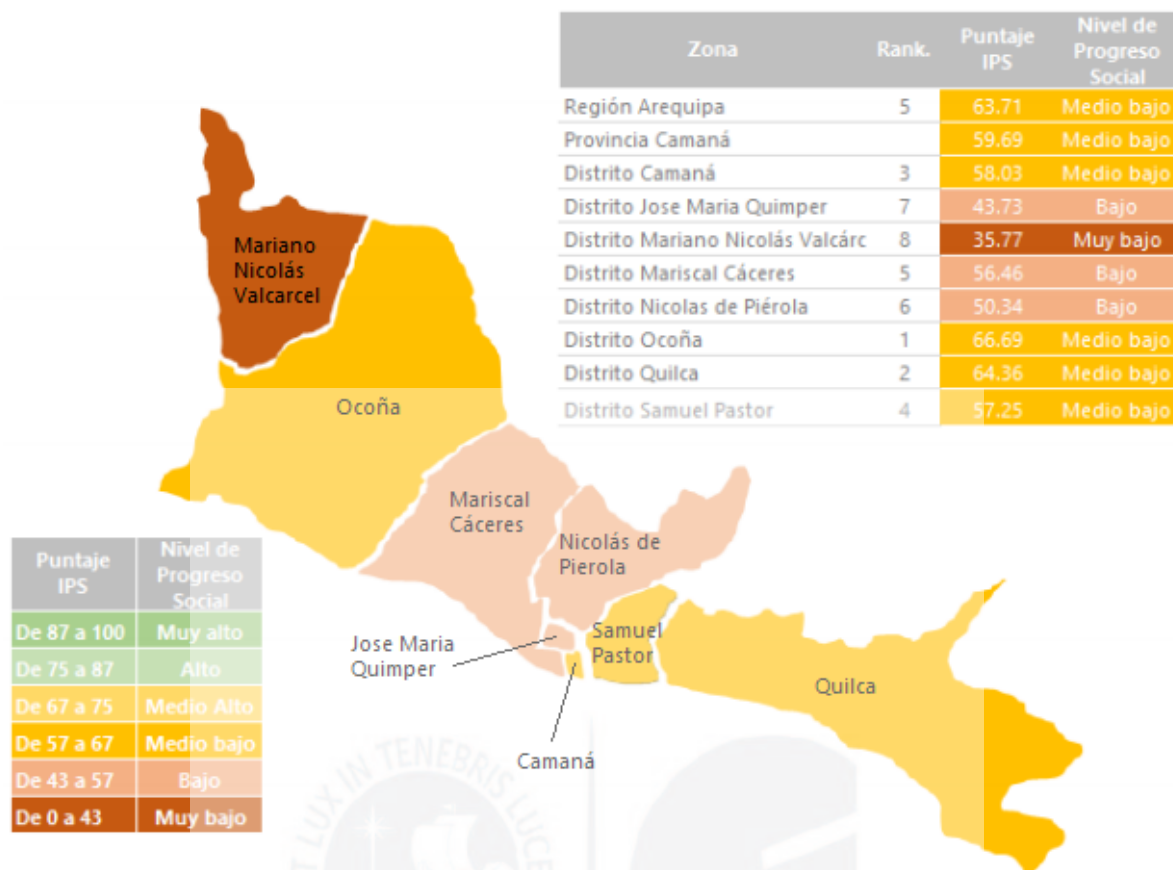 Zona Rank. Puntaje IPS Nivel de Progreso Social
Región Arequipa 5 63.71 Medio bajo
Provincia Camaná 59.69 Medio bajo
Distrito Camaná 3 58.03 Medio bajo
Distrito Jose Maria Quimper 7 43.73 Bajo
Distrito Mariano Nicolás Valcárc 8 35.77 Muy bajo
Distrito Mariscal Cáceres 5 56.46 Bajo
Distrito Nicolas de Piérola 6 50.34 Bajo
Distrito Ocoña 1 66.69 Medio bajo
Distrito Quilca 2 64.36 Medio bajo
Distrito Samuel Pastor 4 57.25 Medio bajo
Mariano
Nicolás
Valcarcel
Ocoña
Mariscal
Cáceres
Nicolás de
Pierola
Jose Maria
Quimper
Samuel
Pastor
Quilca
Camaná
Puntaje IPS Nivel de Progreso Social
De 87 a 100 Muy alto
De 75 a 87 Alto
De 67 a 75 Medio Alto
De 57 a 67 Medio bajo
De 43 a 57 Bajo
De 0 a 43 Muy bajo
ET LUX IN TENEBRIS LUCE